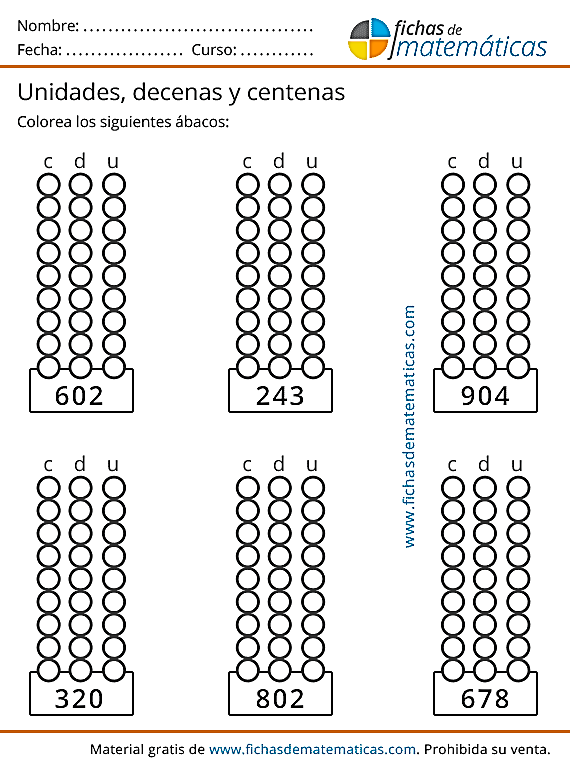 Nombre: .....................................
Fecha: ................... Curso: ............
fichas de
matemáticas
Unidades, decenas y centenas
Colorea los siguientes ábacos:
c d u
c d u
c d u
602
243
904
www.fichasdematematicas.com
c d u
c d u
c d u
320
802
678
Material gratis de www.fichasdematematicas.com. Prohibida su venta.